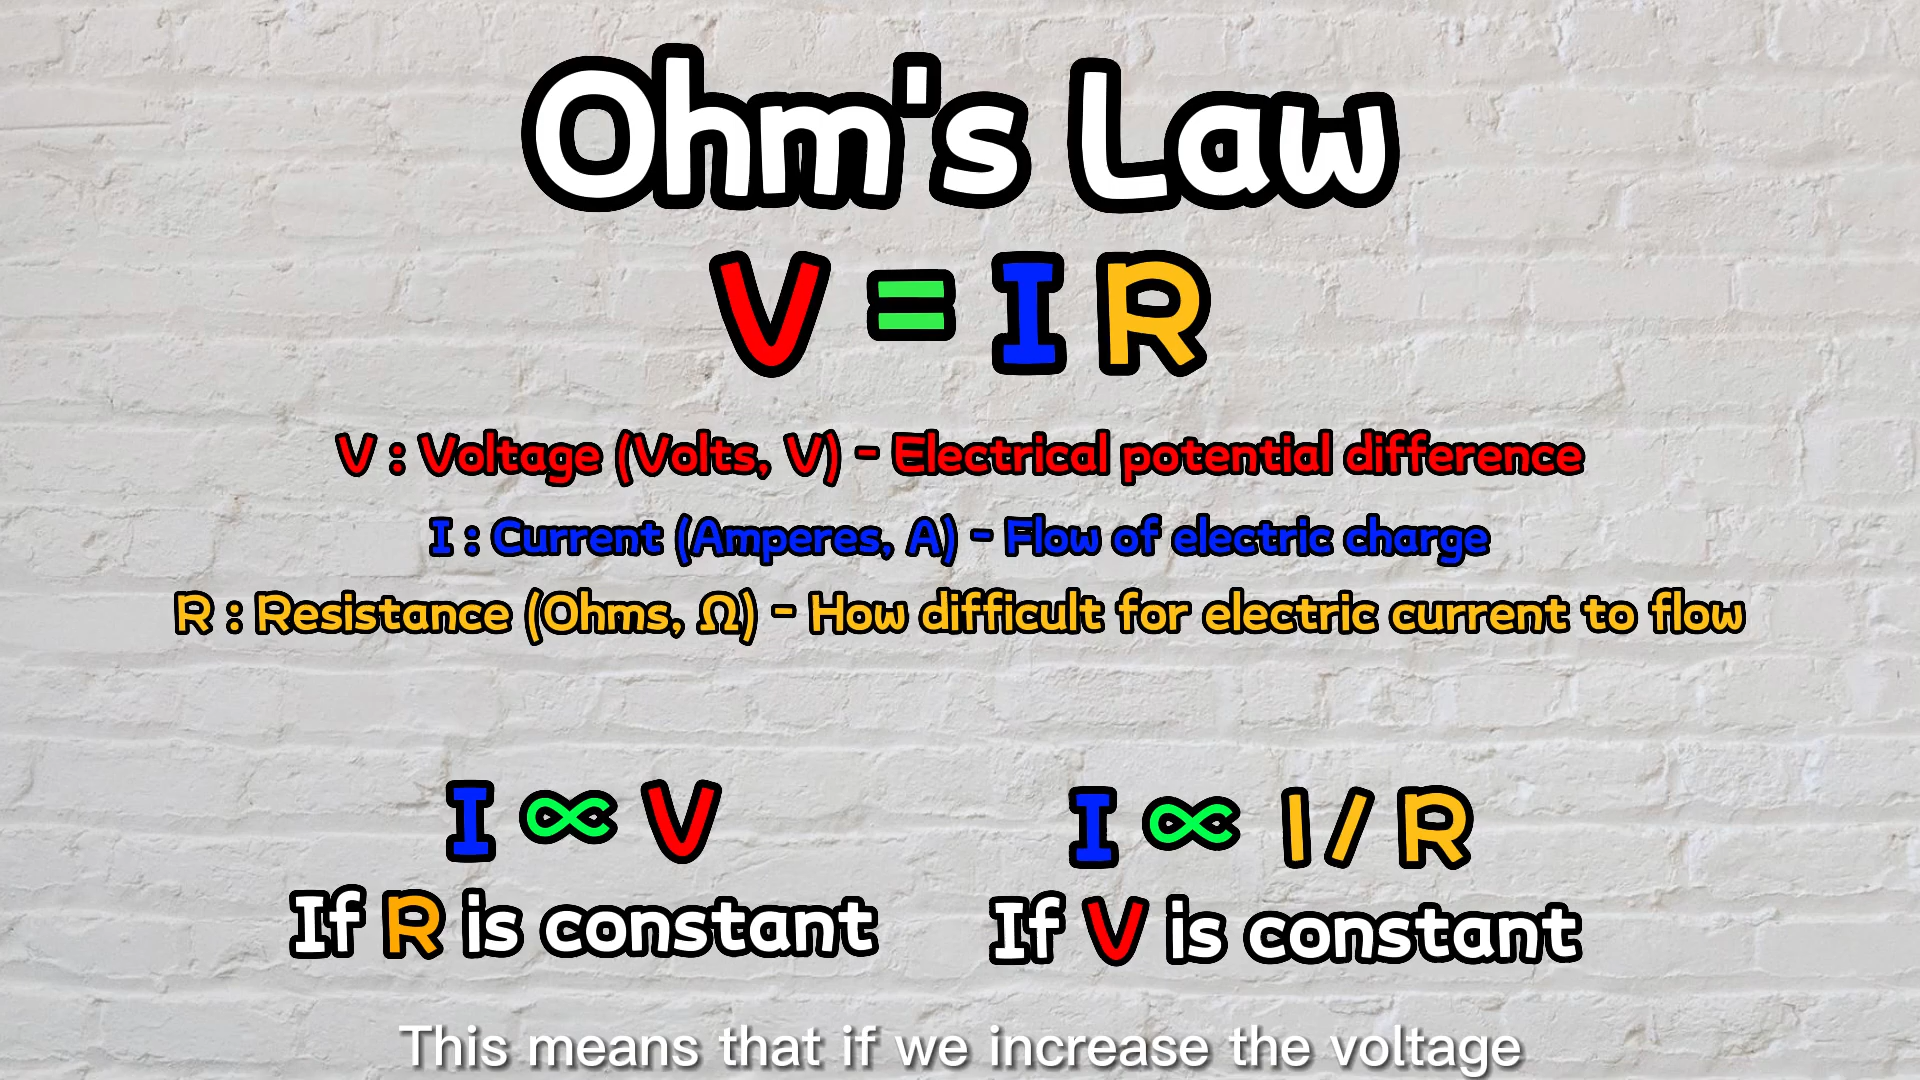 Ohm's Law
V = I R
V : Voltage (Volts, V) - Electrical potential difference
I : Current (Amperes, A) - Flow of electric charge
R : Resistance (Ohms, Ω) - How difficult for electric current to flow
I ∝ V
If R is constant
I ∝ 1 / R
If V is constant
This means that if we increase the voltage